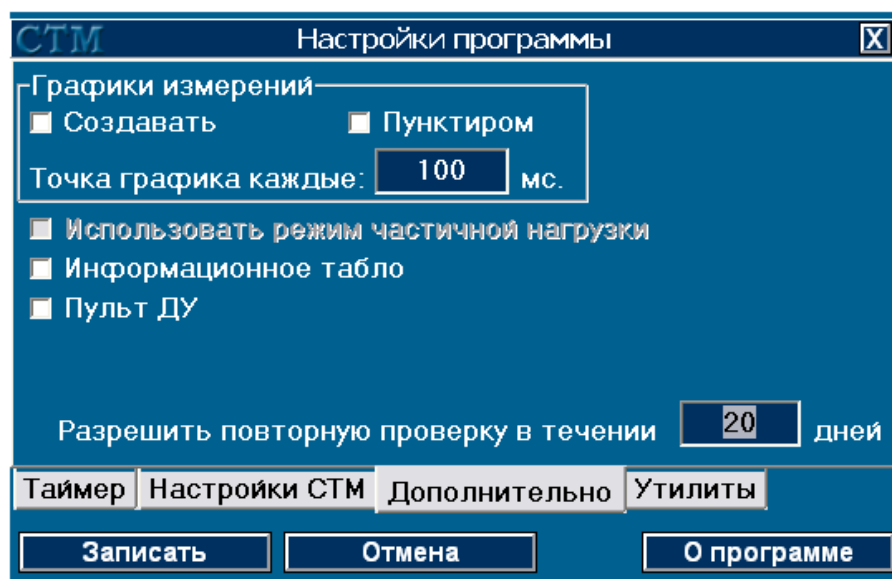 СТМ Настройки программы X
Графики измерений
Создавать Пунктиром
Точка графика каждые: 100 мс.
Использовать режим частичной нагрузки
Информационное табло
Пульт ДУ
Разрешить повторную проверку в течении 20 дней
Таймер Настройки СТМ Дополнительно Утилиты
Записать Отмена О программе